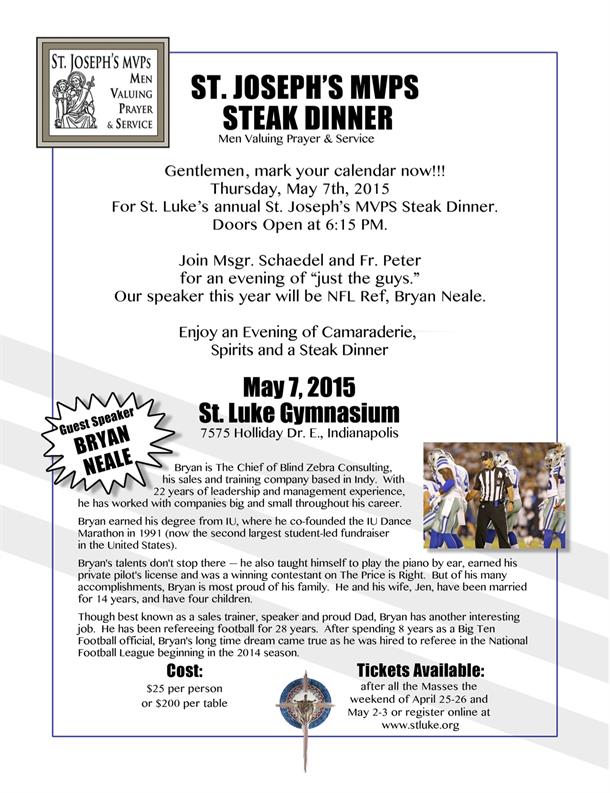 ST. JOSEPH'S MVPS
MEN
VALUING
PRAYER
& SERVICE
ST. JOSEPH'S MVPS
STEAK DINNER
Men Valuing Prayer & Service
Gentlemen, mark your calendar now!!!
Thursday, May 7th, 2015
For St. Luke's annual St. Joseph's MVPS Steak Dinner.
Doors Open at 6:15 PM.
Join Msgr. Schaedel and Fr. Peter
for an evening of "just the guys."
Our speaker this year will be NFL Ref, Bryan Neale.
Enjoy an Evening of Camaraderie,
Spirits and a Steak Dinner
May 7, 2015
St. Luke Gymnasium
7575 Holliday Dr. E., Indianapolis
Guest Speaker
BRYAN
NEALE
Bryan is The Chief of Blind Zebra Consulting,
his sales and training company based in Indy. With
22 years of leadership and management experience,
he has worked with companies big and small throughout his career.
Bryan earned his degree from IU, where he co-founded the IU Dance
Marathon in 1991 (now the second largest student-led fundraiser
in the United States).
Bryan's talents don't stop there — he also taught himself to play the piano by ear, earned his
private pilot's license and was a winning contestant on The Price is Right. But of his many
accomplishments, Bryan is most proud of his family. He and his wife, Jen, have been married
for 14 years, and have four children.
Though best known as a sales trainer, speaker and proud Dad, Bryan has another interesting
job. He has been refereeing football for 28 years. After spending 8 years as a Big Ten
Football official, Bryan's long time dream came true as he was hired to referee in the National
Football League beginning in the 2014 season.
Cost:
$25 per person
or $200 per table
Tickets Available:
after all the Masses the
weekend of April 25-26 and
May 2-3 or register online at
www.stluke.org